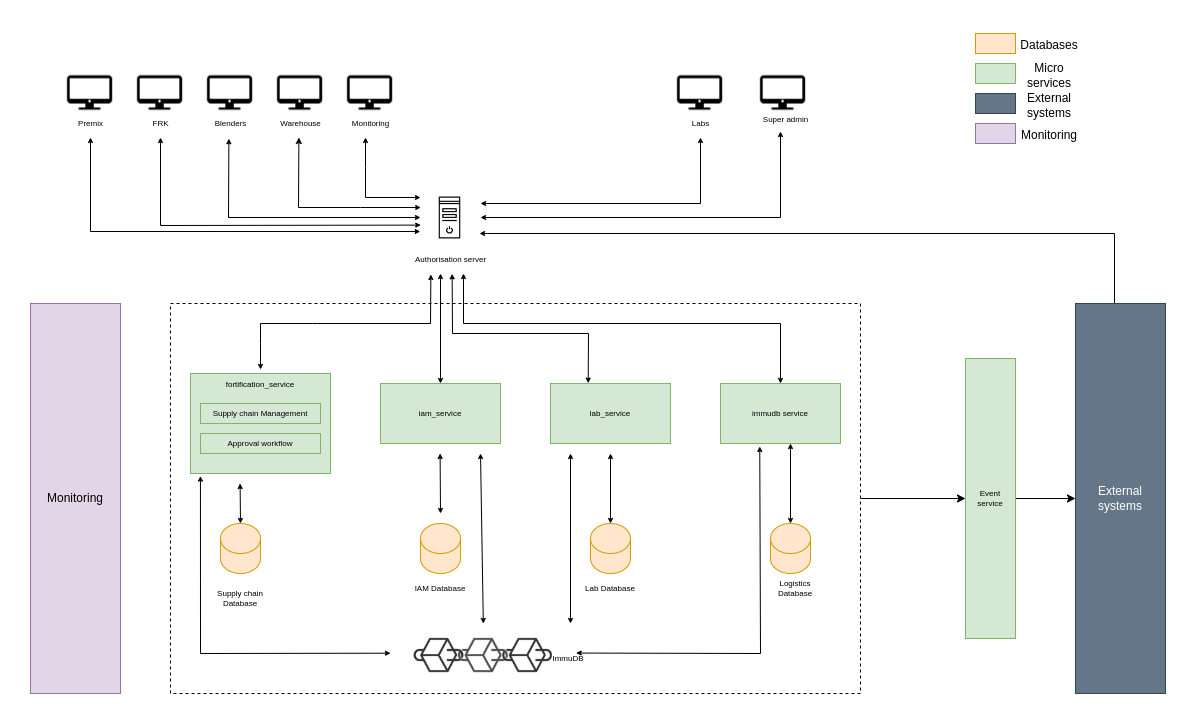 Databases
Micro
services
External
systems
Monitoring
Premix
FRK
Blenders
Warehouse
Monitoring
Labs
Super admin
Authorisation server
Monitoring
fortification_service
Supply chain Management
Approval workflow
iam_service
lab_service
immudb service
Event
service
External
systems
Supply chain
Database
IAM Database
Lab Database
Logistics
Database
ImmuDB